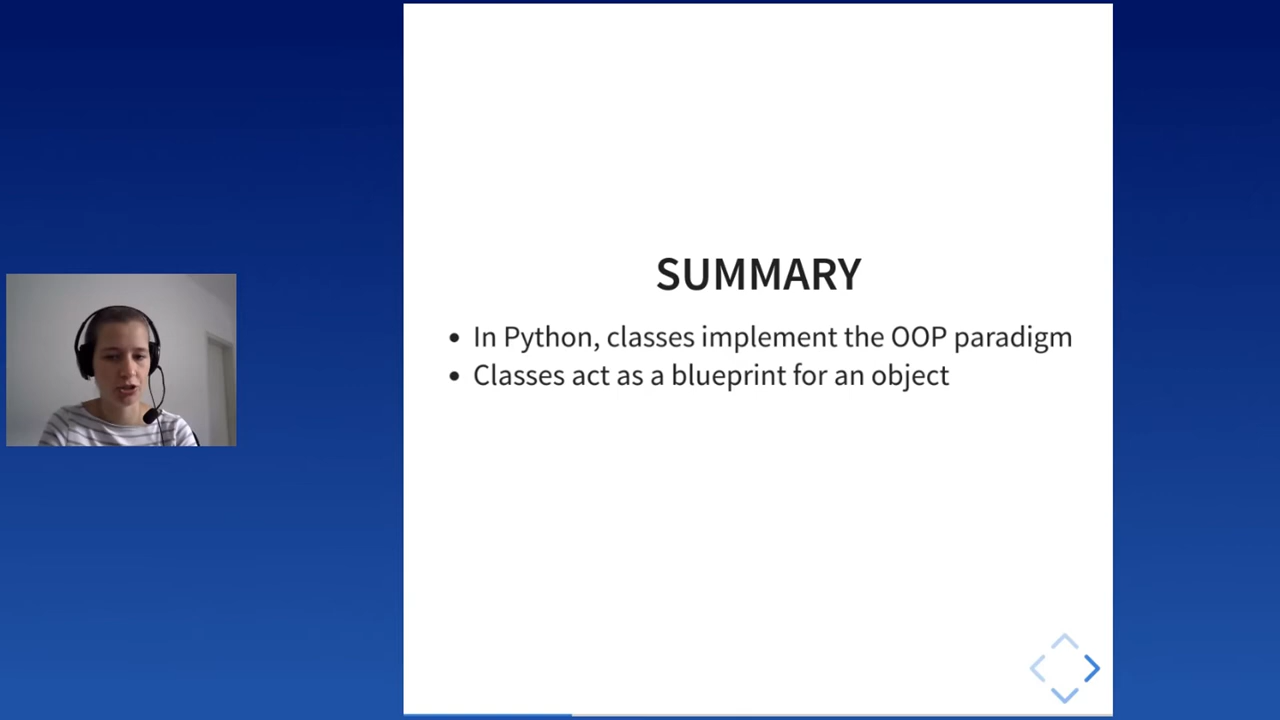 SUMMARY
• In Python, classes implement the OOP paradigm
• Classes act as a blueprint for an object